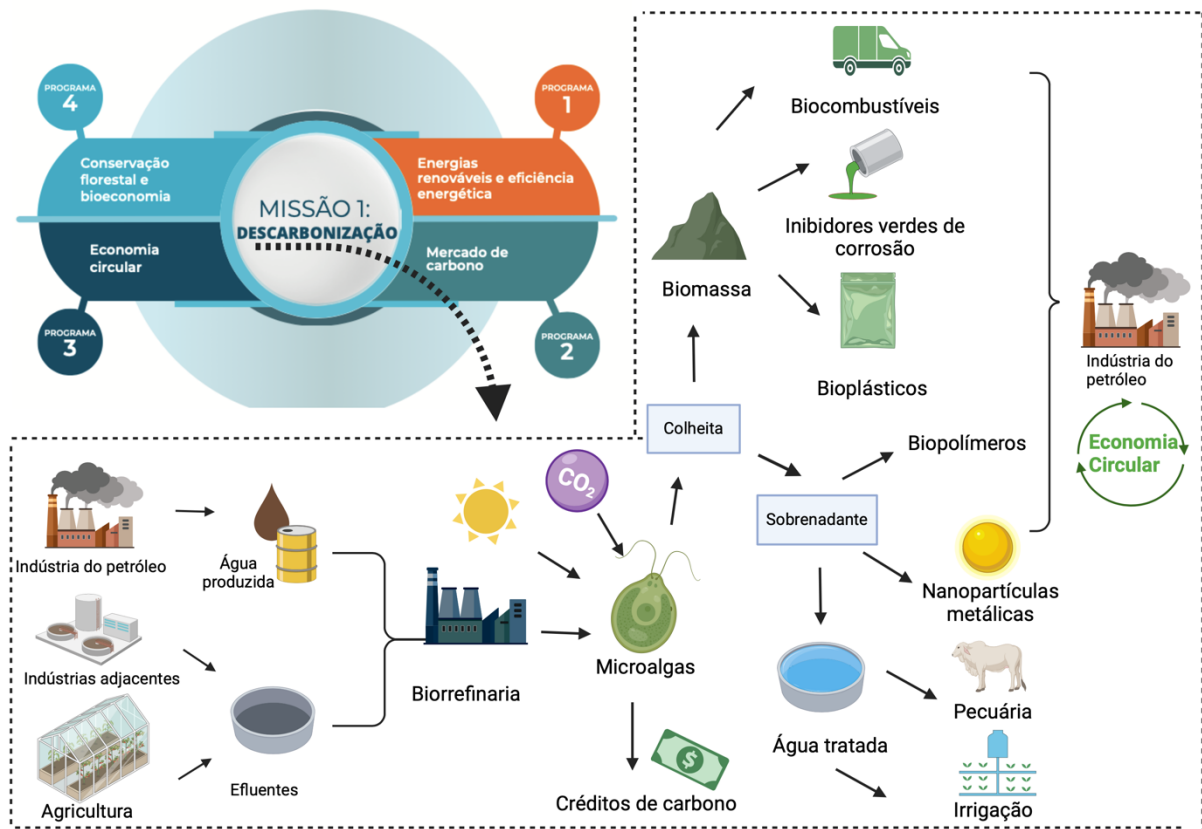 PROGRAMA
4
Conservação
florestal e
bioeconomia
PROGRAMA
1
Energias
renováveis e eficiência
energética
MISSÃO 1:
DESCARBONIZAÇÃO
Economia
circular
PROGRAMA
3
Mercado de
carbono
PROGRAMA
2
Biocombustíveis
Inibidores verdes de
corrosão
Biomassa
Bioplásticos
Indústria do
petróleo
Economia
Circular
Colheita
Biopolímeros
Sobrenadante
Nanopartículas
metálicas
CO2
Indústria do petróleo
Água
produzida
Indústrias adjacentes
Biorrefinaria
Microalgas
Agricultura
Efluentes
Créditos de carbono
$
Água tratada
Pecuária
Irrigação